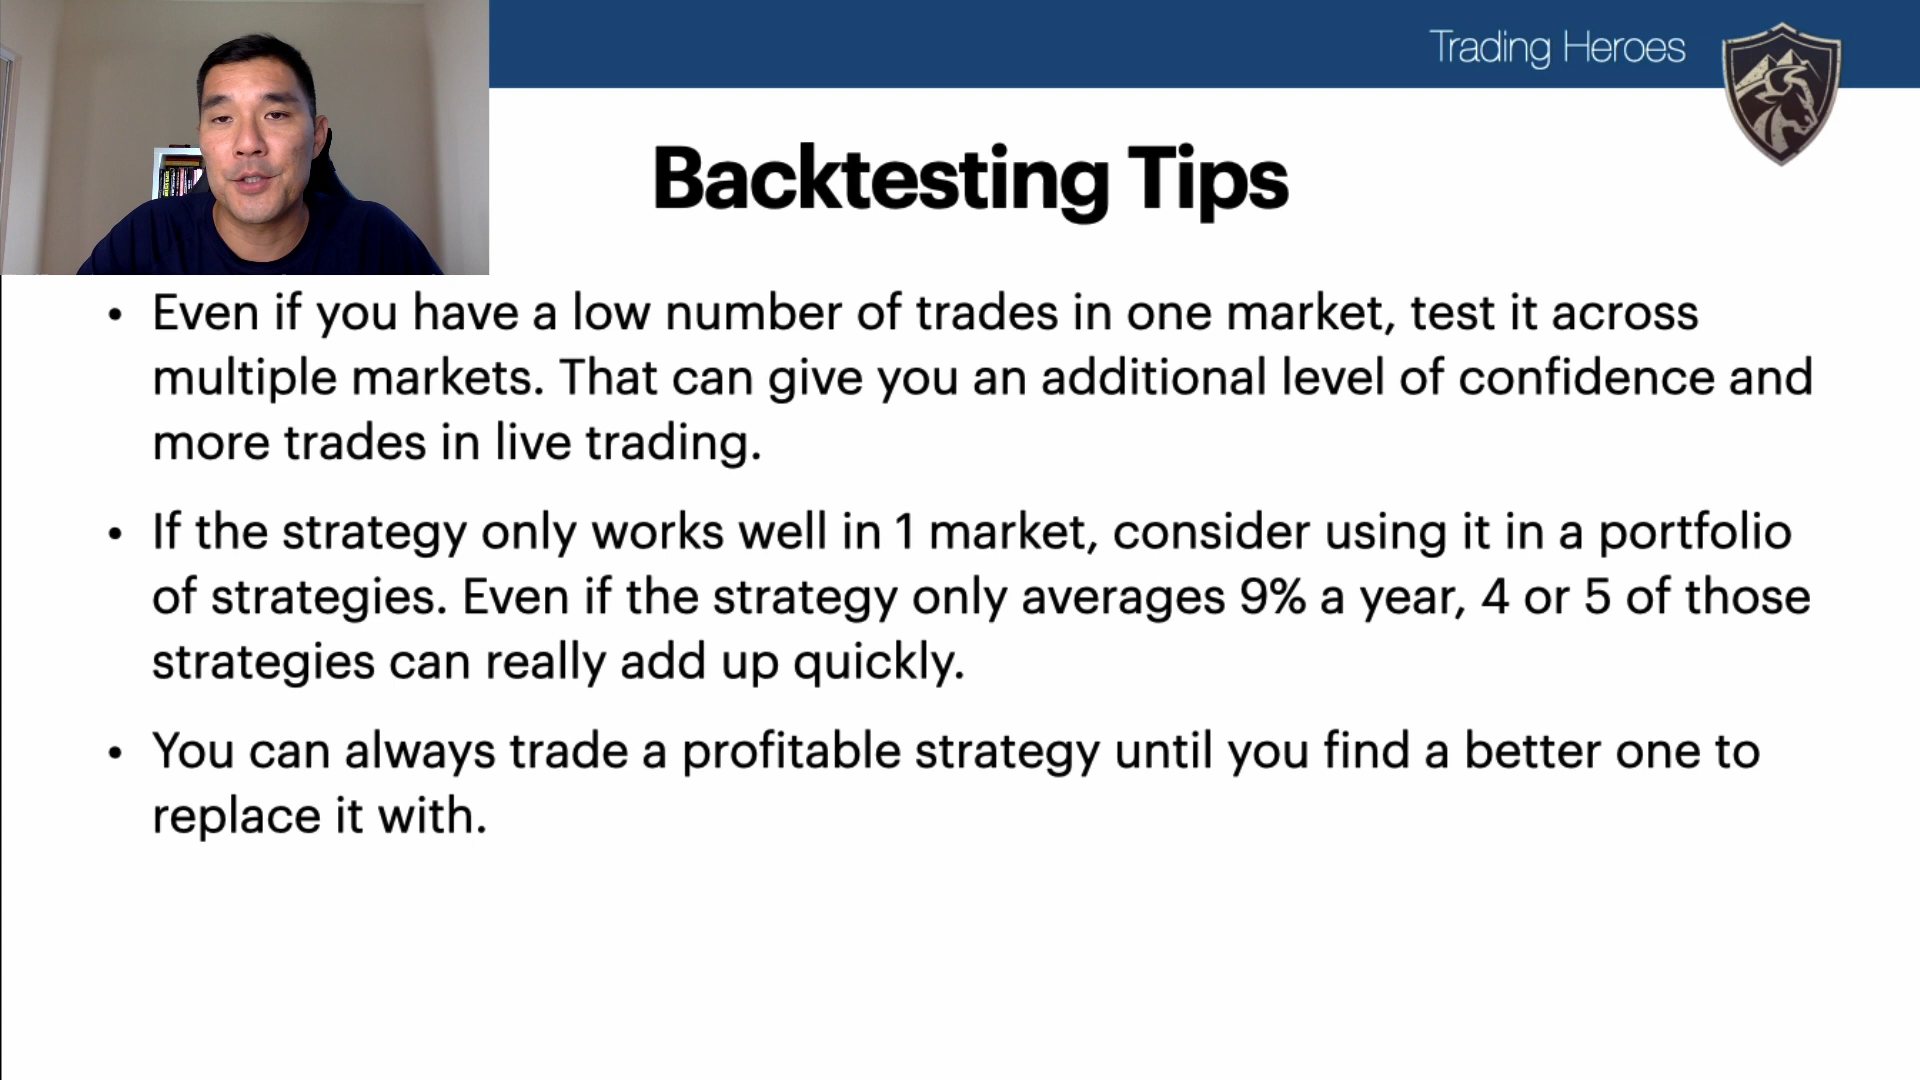 Trading Heroes
Backtesting Tips
• Even if you have a low number of trades in one market, test it across
multiple markets. That can give you an additional level of confidence and
more trades in live trading.
• If the strategy only works well in 1 market, consider using it in a portfolio
of strategies. Even if the strategy only averages 9% a year, 4 or 5 of those
strategies can really add up quickly.
• You can always trade a profitable strategy until you find a better one to
replace it with.